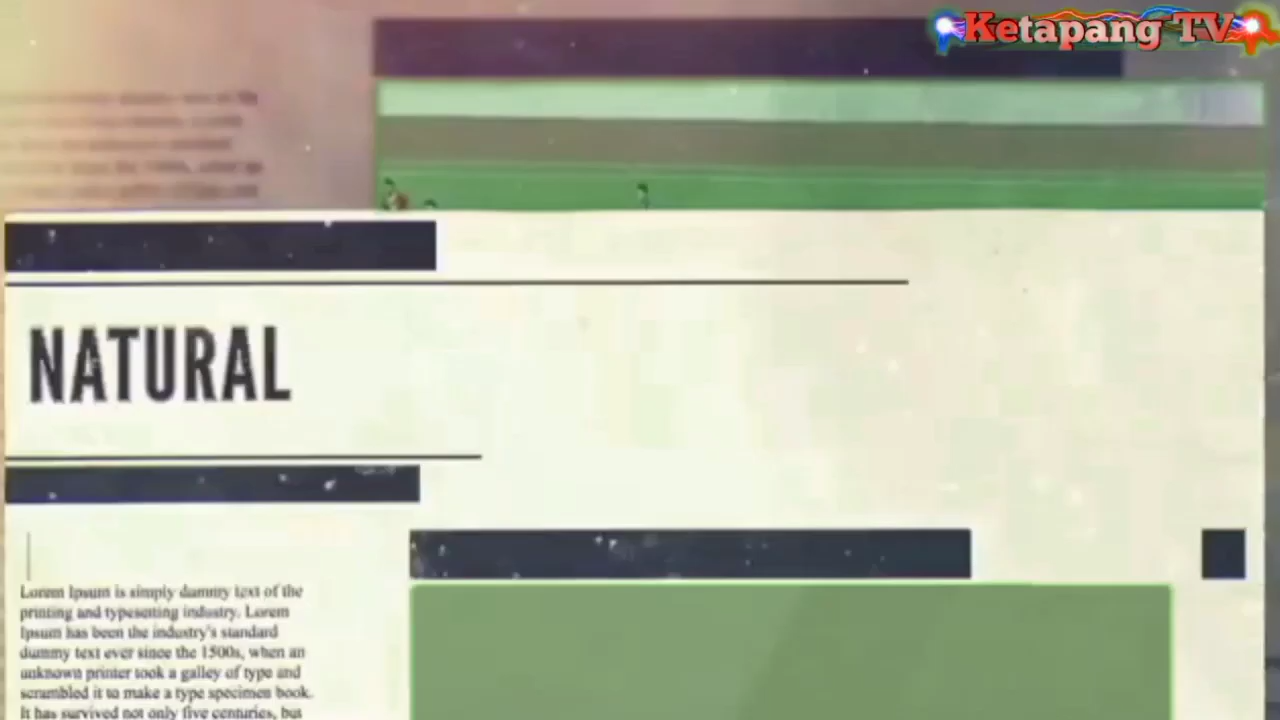 Ketapang TV
NATURAL
Lorem Ipsum is simply dummy text of the
printing and typesetting industry. Lorem
Ipsum has been the industry's standard
dummy text ever since the 1500s, when an
unknown printer took a galley of type and
scrambled it to make a type specimen book.
It has survived not only five centuries, but